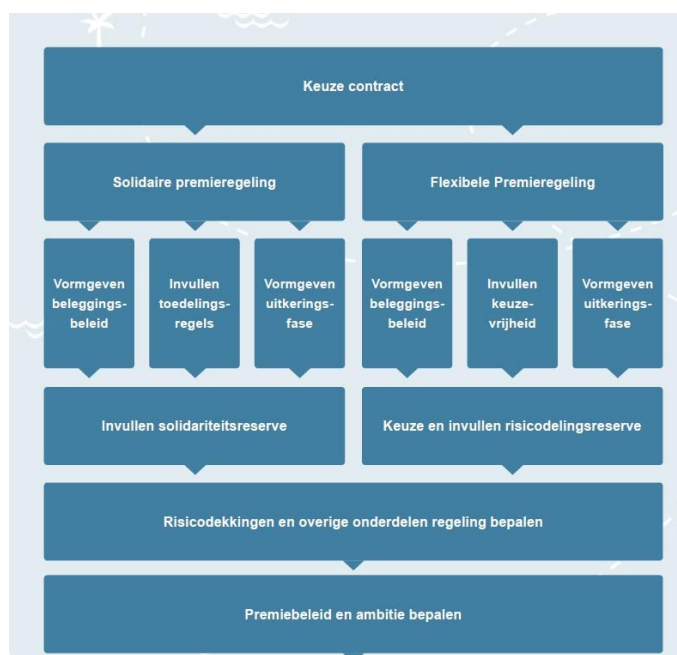 Keuze contract
Solidaire premieregeling
Flexibele Premieregeling
Vormgeven
beleggings-
beleid
Invullen
toedelings-
regels
Vormgeven
uitkerings-
fase
Vormgeven
beleggings-
beleid
Invullen
keuze-
vrijheid
Vormgeven
uitkerings-
fase
Invullen solidariteitsreserve
Keuze en invullen risicodelingsreserve
Risicodekkingen en overige onderdelen regeling bepalen
Premiebeleid en ambitie bepalen